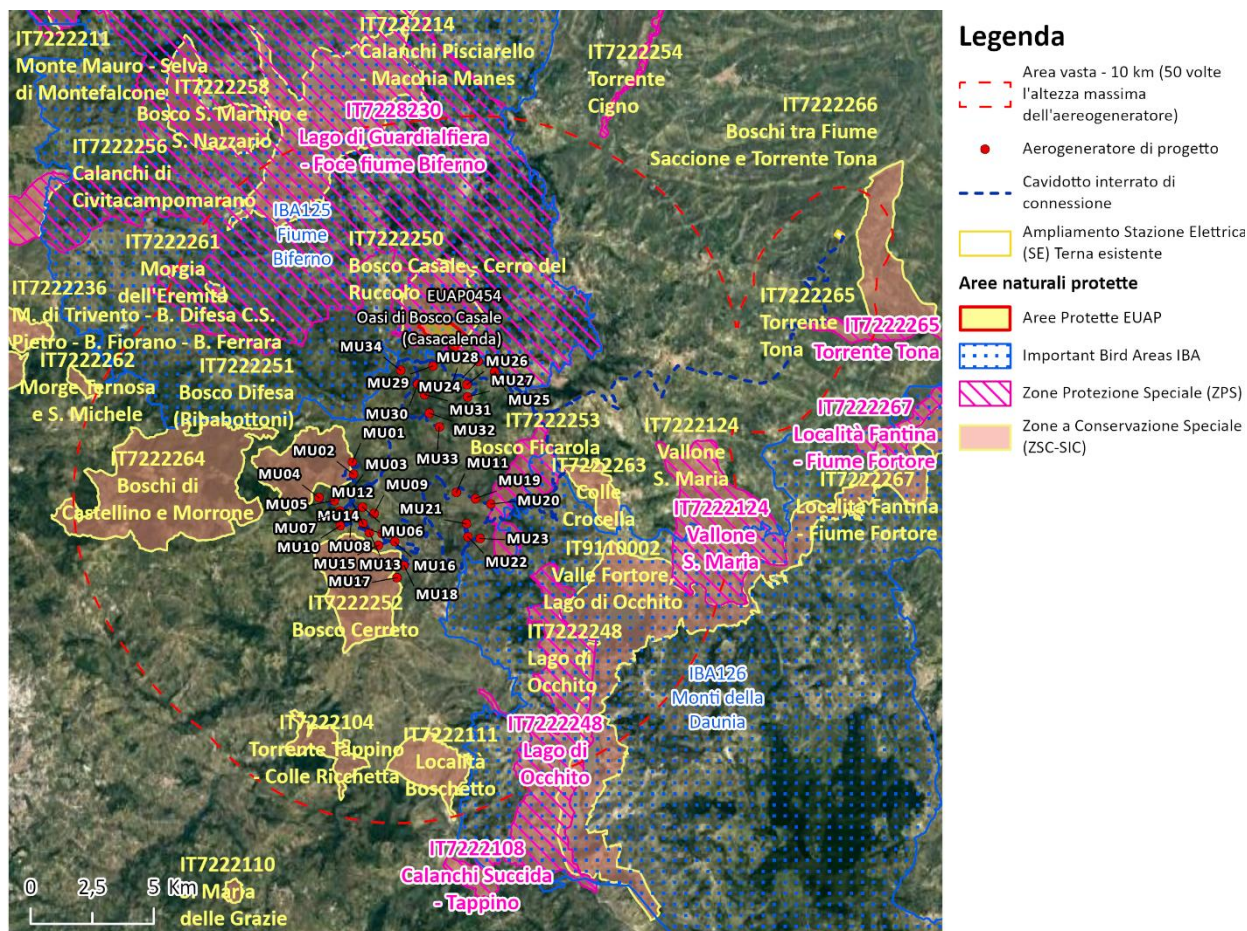 IT7222211
Monte Mauro - Selva
di Montefalcone
IT7222258
Bosco S. Martino e
S. Nazzario
IT7222256
Calanchi di
Civitacampomarano
IT7222214
Calanchi Pisciarello
- Macchia Manes
IT7228230
Lago di Guardialfiera
- Foce fiume Biferno
IT7222254
Torrente
Cigno
IT7222266
Boschi tra Fiume
Saccione e Torrente Tona
IBA125
Fiume
Biferno
IT7222261
Morgia
dell'Eremita
IT7222250
Bosco Casale - Cerro del
Ruccolo
EUAP0454
Oasi di Bosco Casale
(Casacalenda)
IT7222236
M. di Trivento - B. Difesa C.S.
Pietro - B. Fiorano - B. Ferrara
IT7222262
Morge Ternosa
e S. Michele
IT7222251
Bosco Difesa
(Ripabottoni)
IT7222265
Torrente
Tona
IT7222265
Torrente Tona
MU34
MU28
MU26
MU29
MU24
MU27
MU25
MU30
MU31
MU32
MU01
MU33
MU02
MU03
MU04
MU12
MU09
MU11
MU19
MU05
MU20
MU14
MU21
MU07
MU06
MU23
MU10
MU08
MU22
MU15
MU13
MU16
MU17
MU18
IT7222253
Bosco Ficarola
IT7222263
Colle
Crocella
IT7222124
Vallone
S. Maria
IT7222124
Vallone
S. Maria
IT7222267
Località Fantina
- Fiume Fortore
IT7222267
Località Fantina
- Fiume Fortore
IT7222264
Boschi di
Castellino e Morrone
IT7222252
Bosco Cerreto
IT9110002
Valle Fortore,
Lago di Occhito
IT7222248
Lago di
Occhito
IT7222248
Lago di
Occhito
IBA126
Monti della
Daunia
IT7222104
Torrente Tappino
- Colle Ricchetta
IT7222111
Località
Boschetto
IT7222108
Calanchi Succida
- Tappino
IT7222110
S. Maria
delle Grazie
0 2,5 5 Km
Legenda
Area vasta - 10 km (50 volte
l'altezza massima
dell'aereogeneratore)
Aerogeneratore di progetto
Cavidotto interrato di
connessione
Ampliamento Stazione Elettrica
(SE) Terna esistente
Aree naturali protette
Aree Protette EUAP
Important Bird Areas IBA
Zone Protezione Speciale (ZPS)
Zone a Conservazione Speciale
(ZSC-SIC)